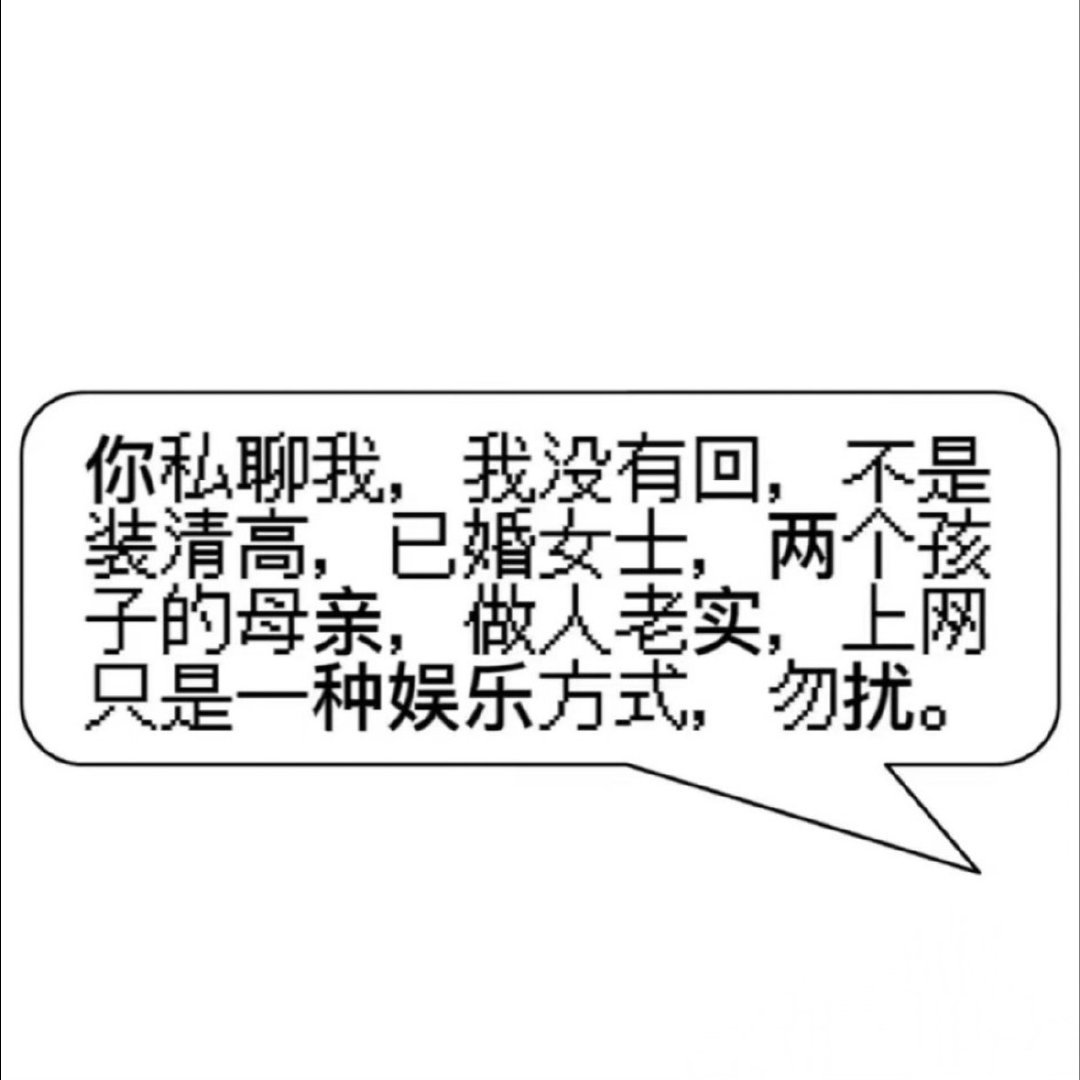 你私聊我，我没有回，不是
装清高，已婚女士，两个孩
子的母亲，做人老实，上网
只是一种娱乐方式，勿扰。